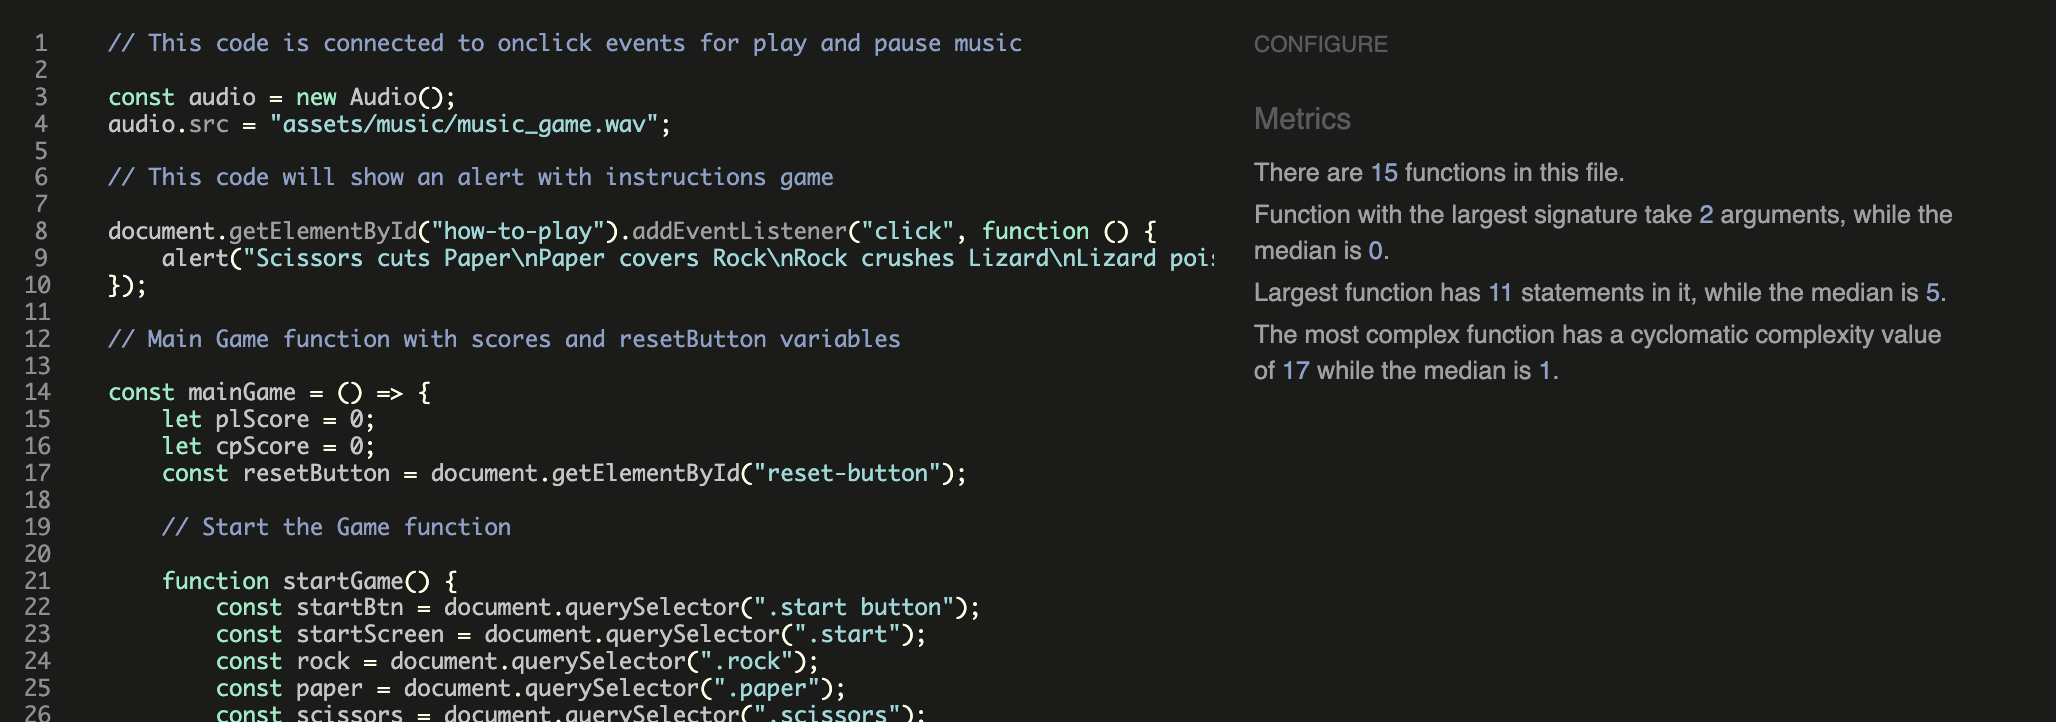 1 // This code is connected to onclick events for play and pause music
2
3 const audio = new Audio();
4 audio.src = "assets/music/music_game.wav";
5
6 // This code will show an alert with instructions game
7
8 document.getElementById("how-to-play").addEventListener("click", function () {
9     alert("Scissors cuts Paper\nPaper covers Rock\nRock crushes Lizard\nLizard
10 });
11
12 // Main Game function with scores and resetButton variables
13
14 const mainGame = () => {
15     let plScore = 0;
16     let cpScore = 0;
17     const resetButton = document.getElementById("reset-button");
18
19     // Start the Game function
20
21     function startGame() {
22         const startBtn = document.querySelector(".start button");
23         const startScreen = document.querySelector(".start");
24         const rock = document.querySelector(".rock");
25         const paper = document.querySelector(".paper");
26         const scissors = document.querySelector(".scissors");
CONFIGURE
Metrics
There are 15 functions in this file.
Function with the largest signature take 2 arguments, while the
median is 0.
Largest function has 11 statements in it, while the median is 5.
The most complex function has a cyclomatic complexity value
of 17 while the median is 1.